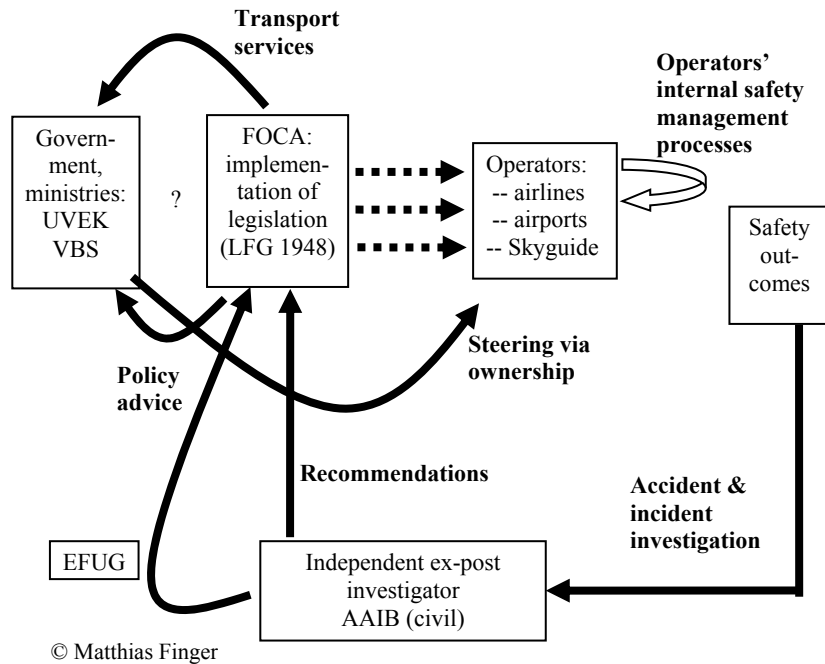 Transport
services
Operators’
internal safety
management
processes
Govern-
ment,
ministries:
UVEK
VBS
?
FOCA:
implemen-
tation of
legislation
(LFG 1948)
Operators:
-- airlines
-- airports
-- Skyguide
Safety
out-
comes
Policy
advice
Steering via
ownership
Recommendations
Accident &
incident
investigation
EFUG
Independent ex-post
investigator
AAIB (civil)
© Matthias Finger